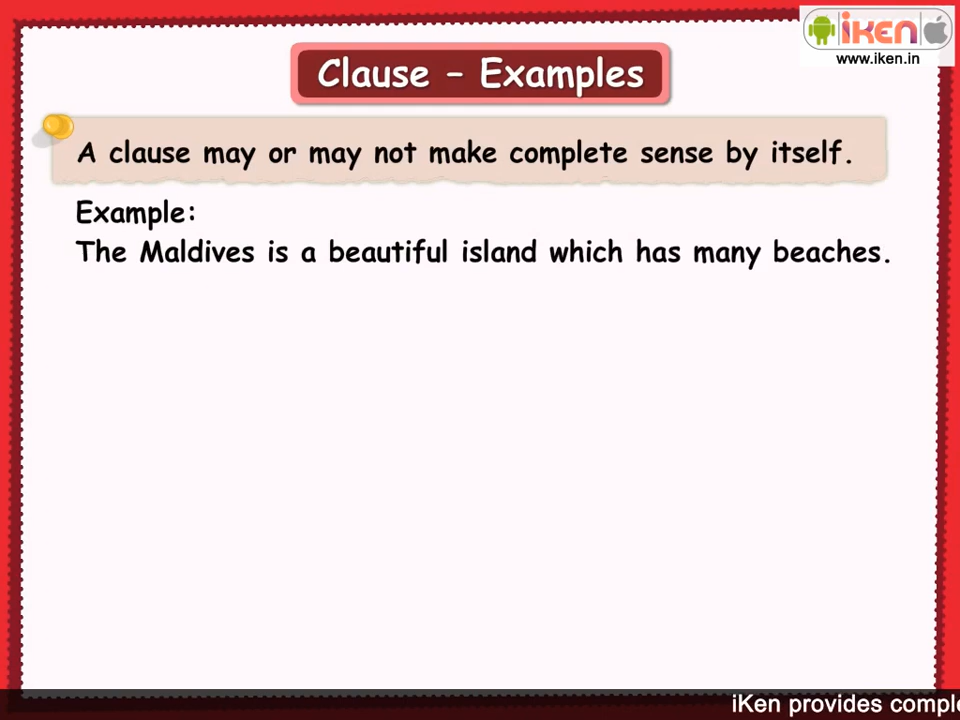 iKEN
www.iken.in
Clause – Examples
A clause may or may not make complete sense by itself.
Example:
The Maldives is a beautiful island which has many beaches.
iKen provides comple